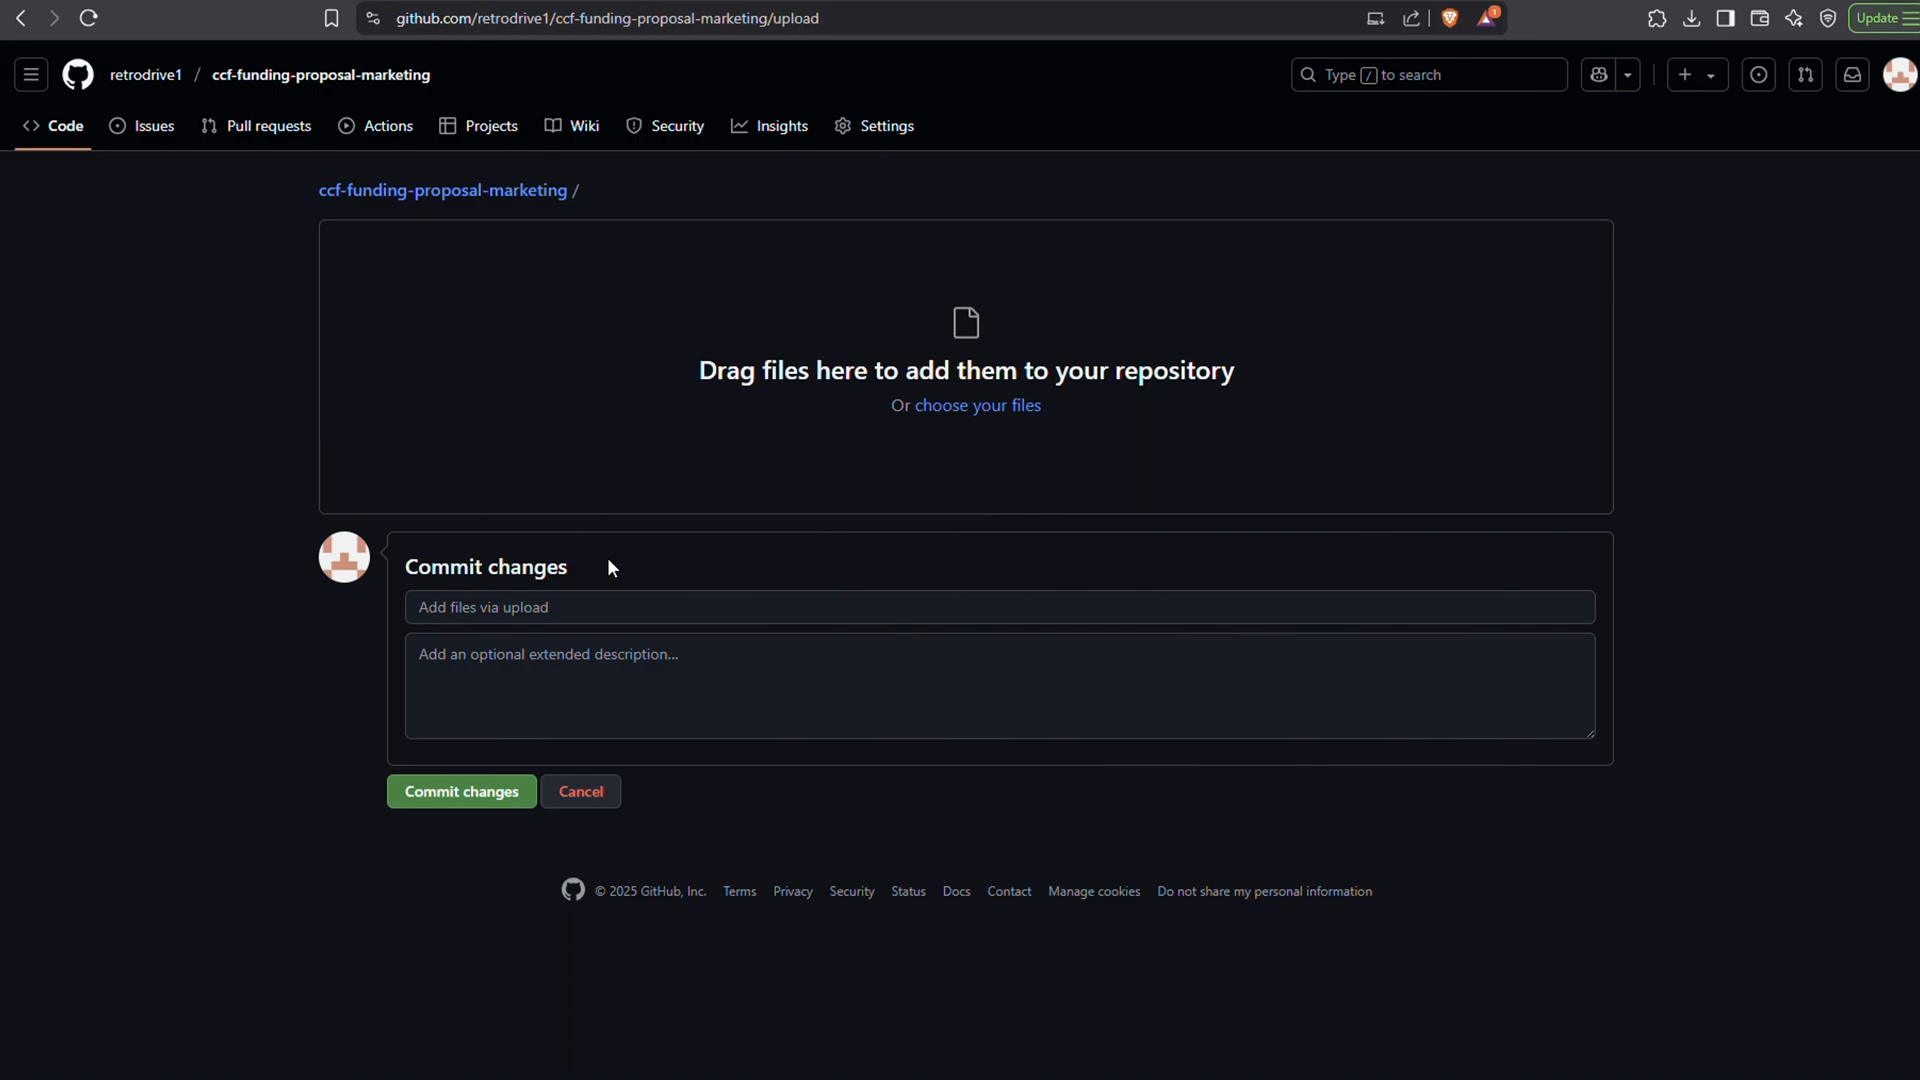 github.com/retrodrive1/ccf-funding-proposal-marketing/upload
1
Update
retrodrive1 / ccf-funding-proposal-marketing
Type / to search
Code Issues Pull requests Actions Projects Wiki Security Insights Settings
ccf-funding-proposal-marketing /
Drag files here to add them to your repository
Or choose your files
Commit changes
Add files via upload
Add an optional extended description...
Commit changes Cancel
© 2025 GitHub, Inc. Terms Privacy Security Status Docs Contact Manage cookies Do not share my personal information